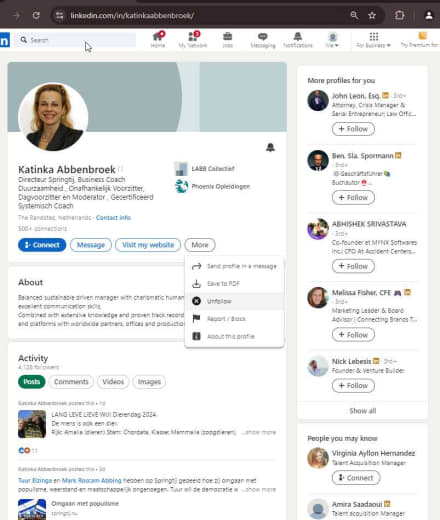 linkedin.com/in/katinkaabbenbroek/
in
Search
Home
My Network
Jobs
Messaging
Notifications
Me
For Business
Try Premium for
Katinka Abbenbroek
Directeur Springtij, Business Coach
Duurzaamheid , Onafhankelijk Voorzitter,
Dagvoorzitter en Moderator , Gecertificeerd
Systemisch Coach
The Randstad, Netherlands · Contact info
500+ connections
LABB Collectief
Phoenix Opleidingen
Connect
Message
Visit my website
More
Send profile in a message
Save to PDF
Unfollow
Report / Block
About this profile
About
Balanced sustainable driven manager with charismatic human
excellent communication skills.
Combined with extensive knowledge and proven track record
and platforms with worldwide partners, offices and production
Activity
4,128 followers
Posts
Comments
Videos
Images
Katinka Abbenbroek posted this • 1d
LANG LEVE LIEVE WIJ! Dierendag 2024.
De mens is ook een dier.
Rijk: Amelia (dieren) Stam: Chordata, Klasse: Mammelia (zoogdieren), ...show more
11
Katinka Abbenbroek posted this • 3d
Tuur Elzinga en Mark Roscam Abbing hebben op Springtij gedeeld hoe zij omgaan met
populisme, weerstand en maatschappelijk ongenoegen. Tuur wil de democratie w ...show more
Omgaan met populisme
springtij.nu
More profiles for you
John Leon, Esq. in · 3rd+
Attorney, Crisis Manager &
Serial Entrepreneur, Law Offic...
+ Follow
Ben. Sla. Spormann in
· 3rd+
Geschäftsführer
Buchautor
+ Follow
ABHISHEK SRIVASTAVA
· 3rd+
Co-founder at MYNX Softwares
Inc.| CFO At Accident Centers...
+ Follow
Melissa Fisher, CFE in
· 3rd+
Marketing Leader & Board
Advisor | Connecting Brands T...
+ Follow
Nick Lebesis in · 3rd+
Founder & Venture Builder
+ Follow
Show all
People you may know
Virginia Ayllon Hernandez
Talent Acquisition Manager
Connect
Amira Saadaoui in
Talent acquisition Manager